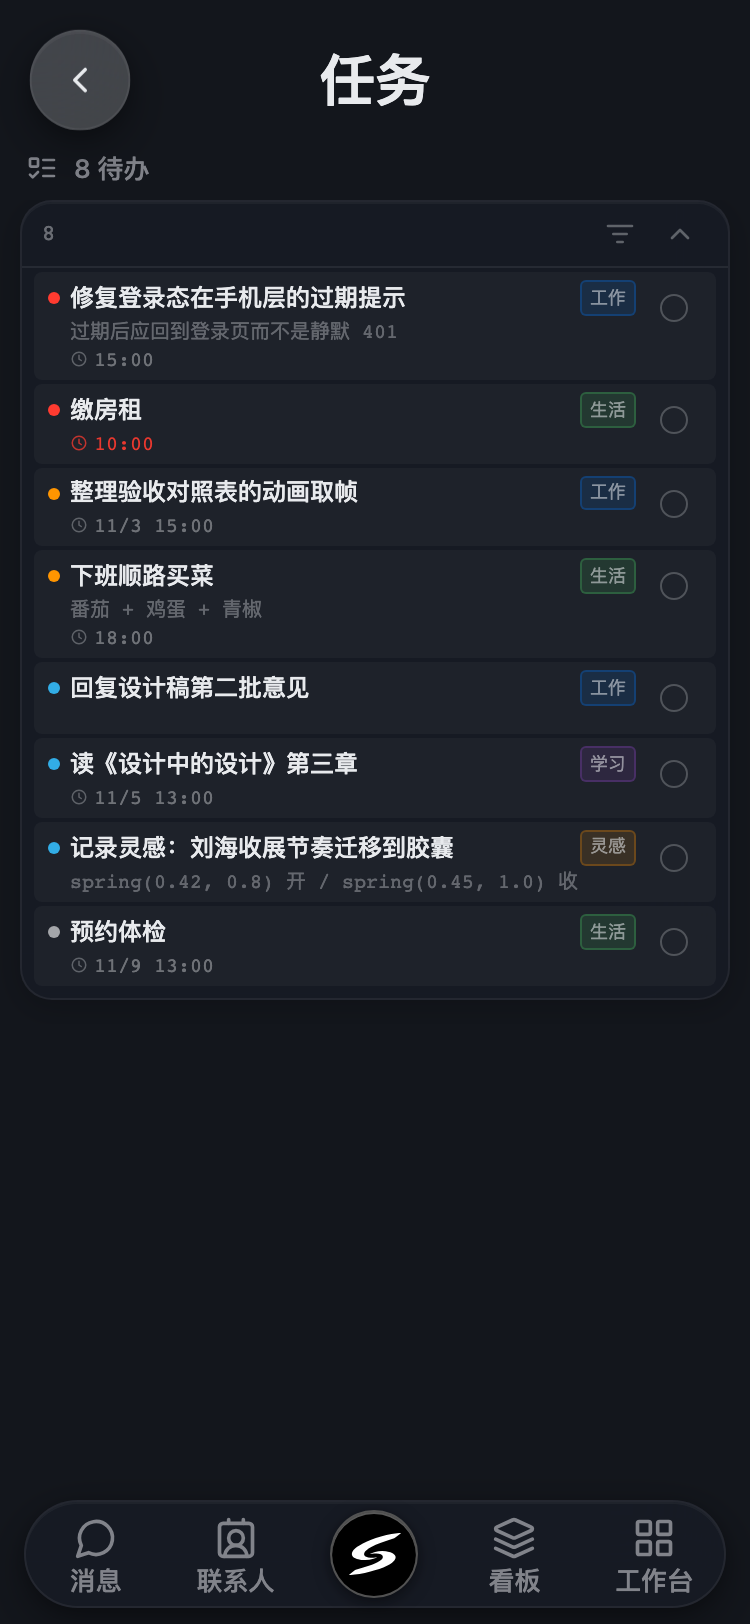 任务
8 待办
8
修复登录态在手机层的过期提示 工作
过期后应回到登录页而不是静默 401
15:00
缴房租 生活
10:00
整理验收对照表的动画取帧 工作
11/3 15:00
下班顺路买菜 生活
番茄 + 鸡蛋 + 青椒
18:00
回复设计稿第二批意见 工作
读《设计中的设计》第三章 学习
11/5 13:00
记录灵感：刘海收展节奏迁移到胶囊 灵感
spring(0.42, 0.8) 开 / spring(0.45, 1.0) 收
预约体检 生活
11/9 13:00
消息 联系人 看板 工作台